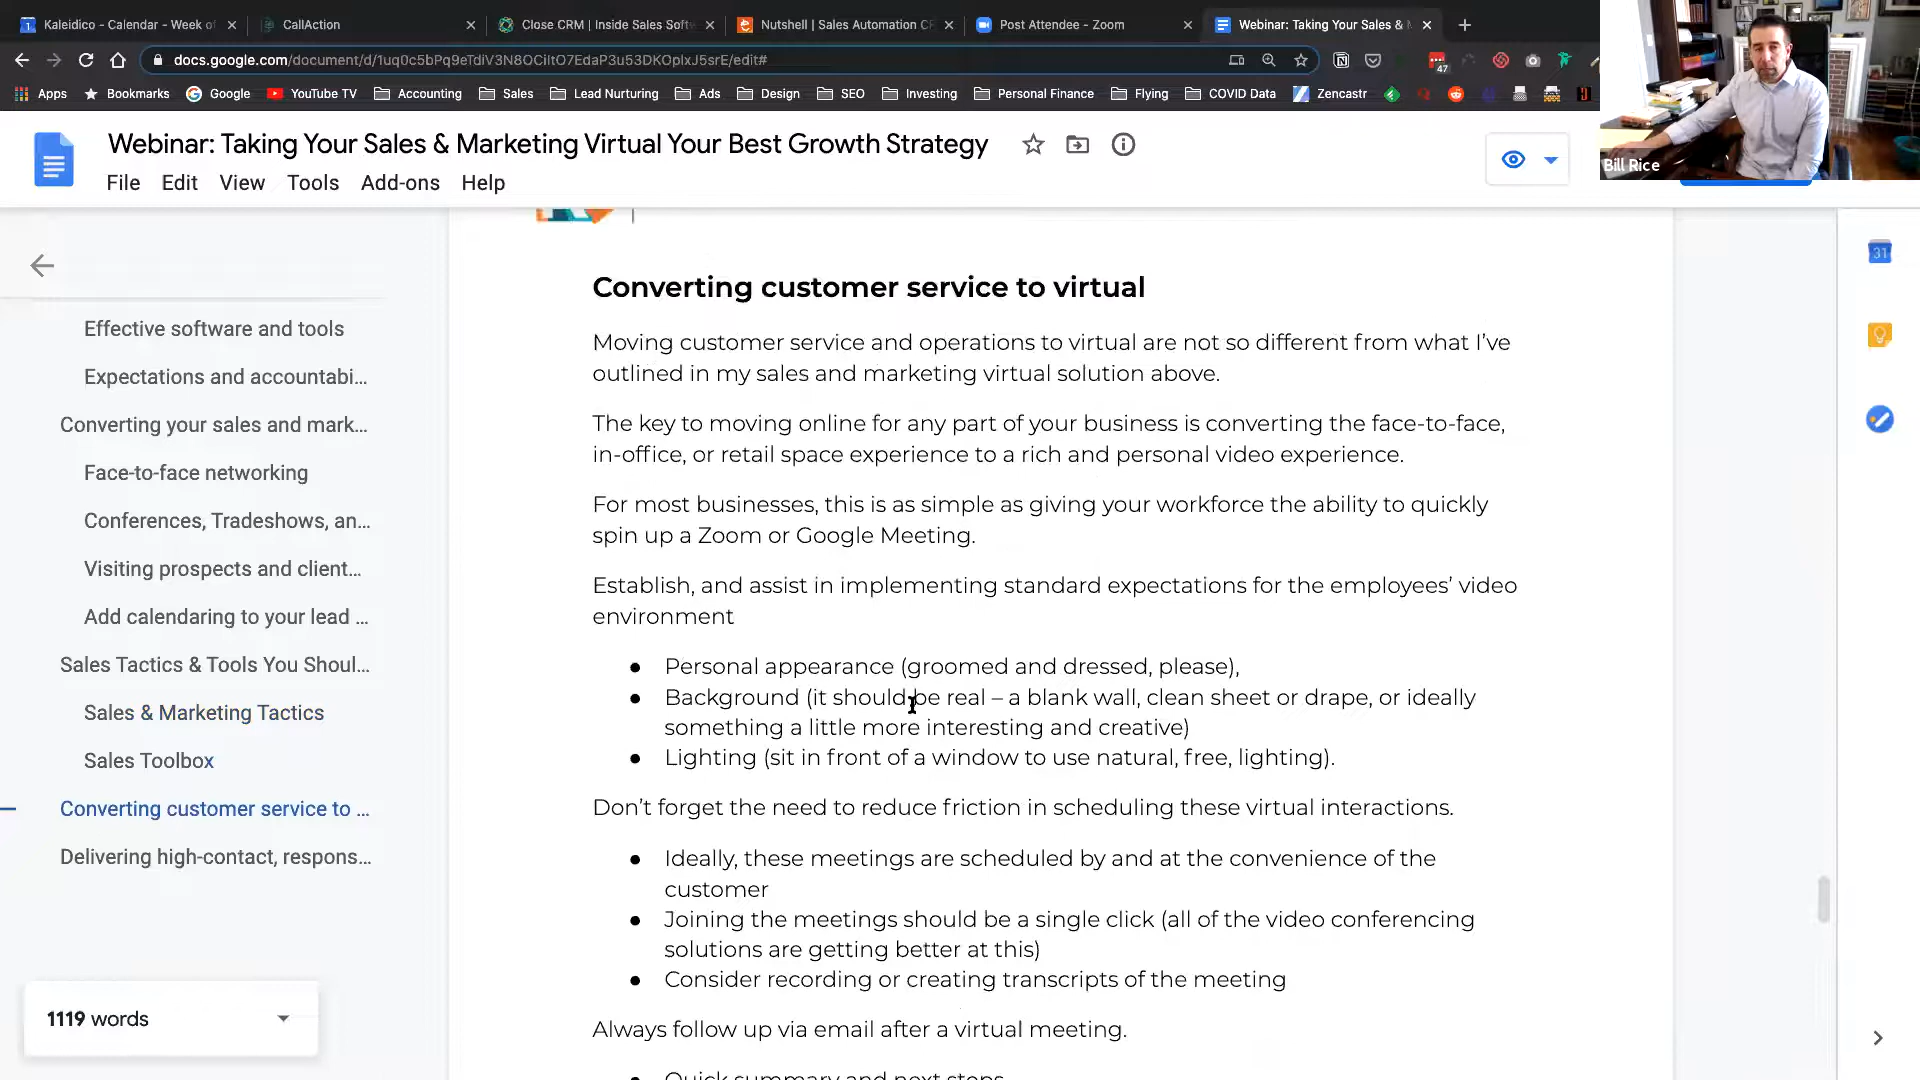 Kaleidico - Calendar - Week of
CallAction
Close CRM | Inside Sales Softw
Nutshell | Sales Automation CR
Post Attendee - Zoom
Webinar: Taking Your Sales & M
docs.google.com/document/d/1uq0c5bPq9eTdiV3N8OCiItO7EdaP3u53DKOplxJ5srE/edit#
47
Apps
Bookmarks
Google
YouTube TV
Accounting
Sales
Lead Nurturing
Ads
Design
SEO
Investing
Personal Finance
Flying
COVID Data
Zencastr
Bill Rice
Webinar: Taking Your Sales & Marketing Virtual Your Best Growth Strategy
File Edit View Tools Add-ons Help
Effective software and tools
Expectations and accountabi...
Converting your sales and mark...
Face-to-face networking
Conferences, Tradeshows, an...
Visiting prospects and client...
Add calendaring to your lead ...
Sales Tactics & Tools You Shoul...
Sales & Marketing Tactics
Sales Toolbox
Converting customer service to ...
Delivering high-contact, respons...
1119 words
Converting customer service to virtual
Moving customer service and operations to virtual are not so different from what I’ve
outlined in my sales and marketing virtual solution above.
The key to moving online for any part of your business is converting the face-to-face,
in-office, or retail space experience to a rich and personal video experience.
For most businesses, this is as simple as giving your workforce the ability to quickly
spin up a Zoom or Google Meeting.
Establish, and assist in implementing standard expectations for the employees’ video
environment
● Personal appearance (groomed and dressed, please),
● Background (it should be real – a blank wall, clean sheet or drape, or ideally
something a little more interesting and creative)
● Lighting (sit in front of a window to use natural, free, lighting).
Don’t forget the need to reduce friction in scheduling these virtual interactions.
● Ideally, these meetings are scheduled by and at the convenience of the
customer
● Joining the meetings should be a single click (all of the video conferencing
solutions are getting better at this)
● Consider recording or creating transcripts of the meeting
Always follow up via email after a virtual meeting.
● Quick summary and next steps
31